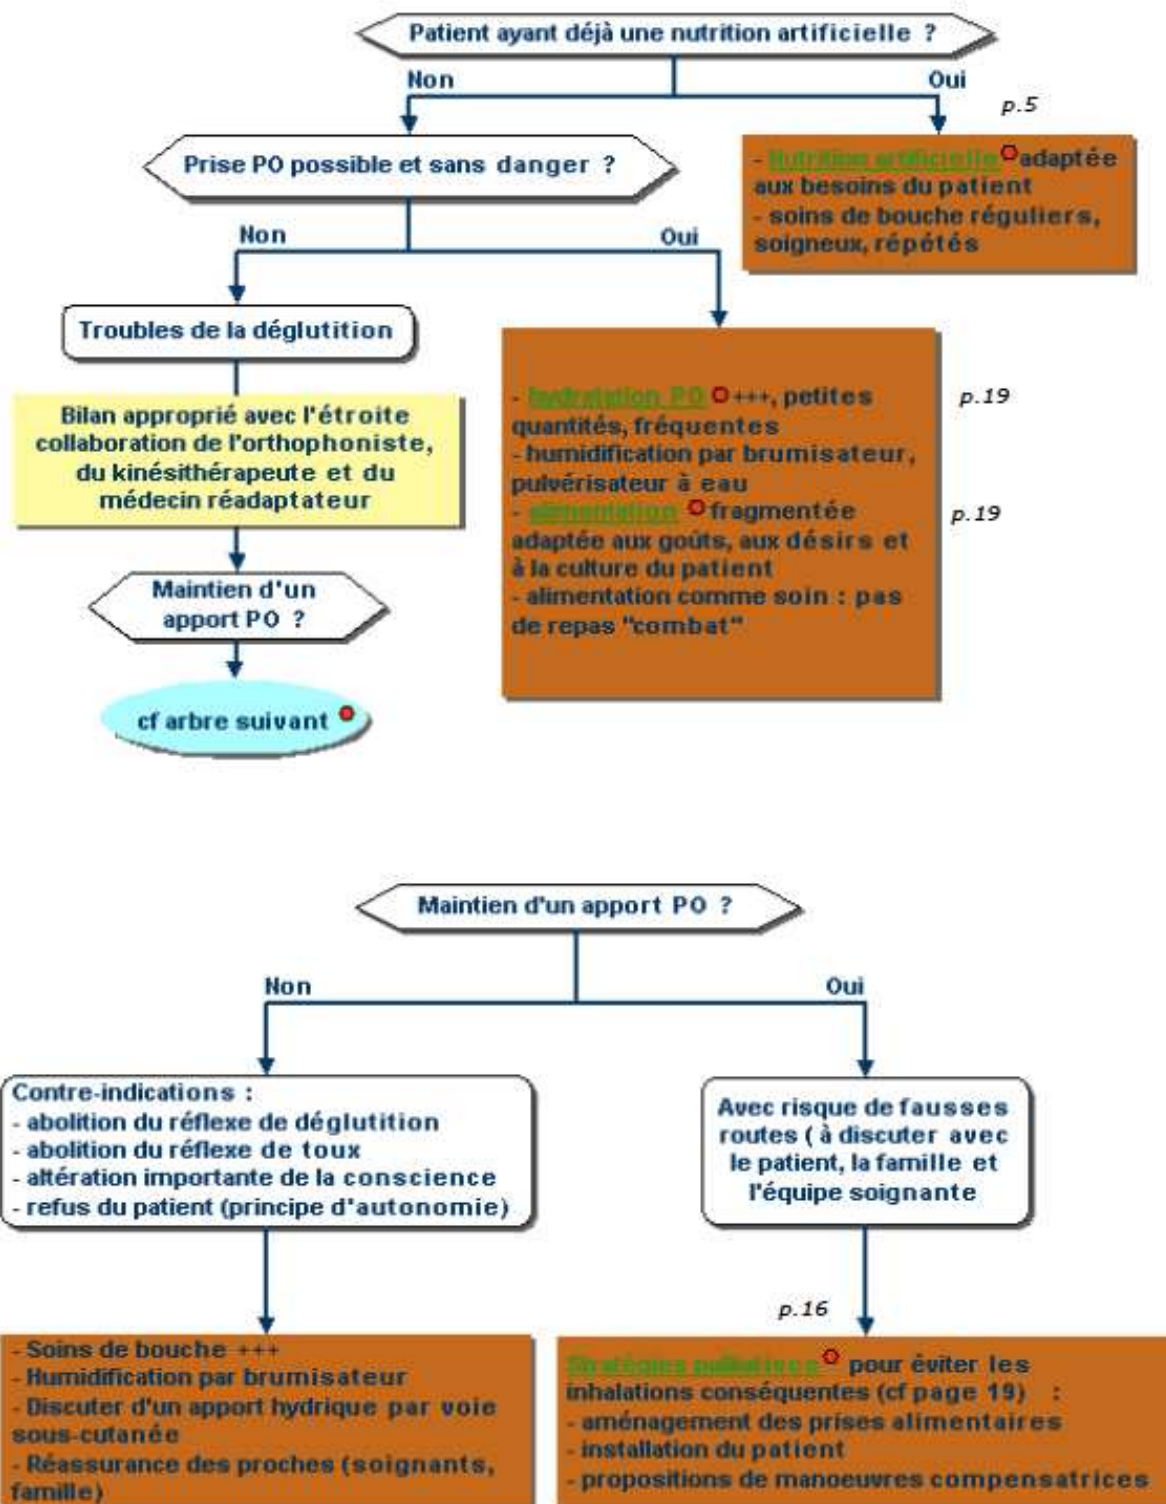 Patient ayant déjà une nutrition artificielle ?
Non
Oui
p.5
Prise PO possible et sans danger ?
- Nutrition artificielle adaptée
aux besoins du patient
- soins de bouche réguliers,
soigneux, répétés
Non
Oui
Troubles de la déglutition
Bilan approprié avec l'étroite
collaboration de l'orthophoniste,
du kinésithérapeute et du
médecin réadaptateur
Maintien d'un
apport PO ?
cf arbre suivant
- hydratation PO +++, petites
quantités, fréquentes
- humidification par brumisateur,
pulvérisateur à eau
- alimentation fragmentée
adaptée aux goûts, aux désirs et
à la culture du patient
- alimentation comme soin : pas
de repas "combat"
p.19
p.19
Maintien d'un apport PO ?
Non
Oui
Contre-indications :
- abolition du réflexe de déglutition
- abolition du réflexe de toux
- altération importante de la conscience
- refus du patient (principe d'autonomie)
Avec risque de fausses
routes ( à discuter avec
le patient, la famille et
l'équipe soignante
p.16
- Soins de bouche +++
- Humidification par brumisateur
- Discuter d'un apport hydrique par voie
sous-cutanée
- Réassurance des proches (soignants,
famille)
Stratégies palliatives pour éviter les
inhalations conséquentes (cf page 19) :
- aménagement des prises alimentaires
- installation du patient
- propositions de manoeuvres compensatrices